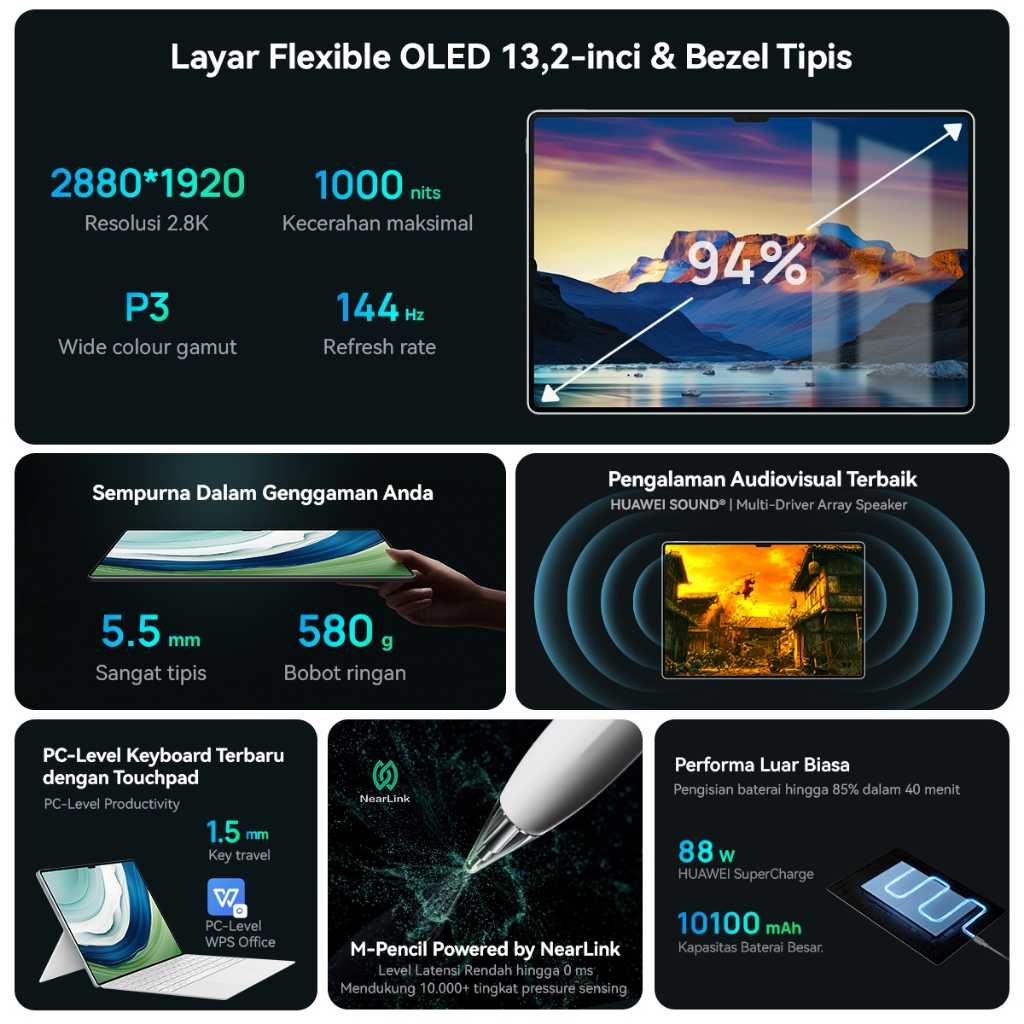 Layar Flexible OLED 13,2-inci & Bezel Tipis
2880*1920
Resolusi 2.8K
1000 nits
Kecerahan maksimal
P3
Wide colour gamut
144 Hz
Refresh rate
94%
Sempurna Dalam Genggaman Anda
5.5 mm
Sangat tipis
580 g
Bobot ringan
Pengalaman Audiovisual Terbaik
HUAWEI SOUND® | Multi-Driver Array Speaker
PC-Level Keyboard Terbaru
dengan Touchpad
PC-Level Productivity
1.5 mm
Key travel
W
PC-Level
WPS Office
NearLink
M-Pencil Powered by NearLink
Level Latensi Rendah hingga 0 ms
Mendukung 10.000+ tingkat pressure sensing
Performa Luar Biasa
Pengisian baterai hingga 85% dalam 40 menit
88 W
HUAWEI SuperCharge
10100 mAh
Kapasitas Baterai Besar.